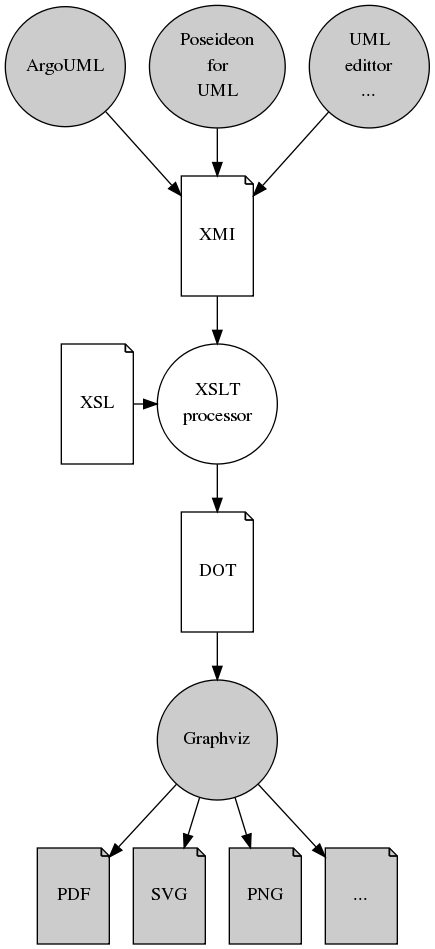 ArgoUML
Poseideon
for
UML
UML
edittor
...
XMI
XSL
XSLT
processor
DOT
Graphviz
PDF
SVG
PNG
...